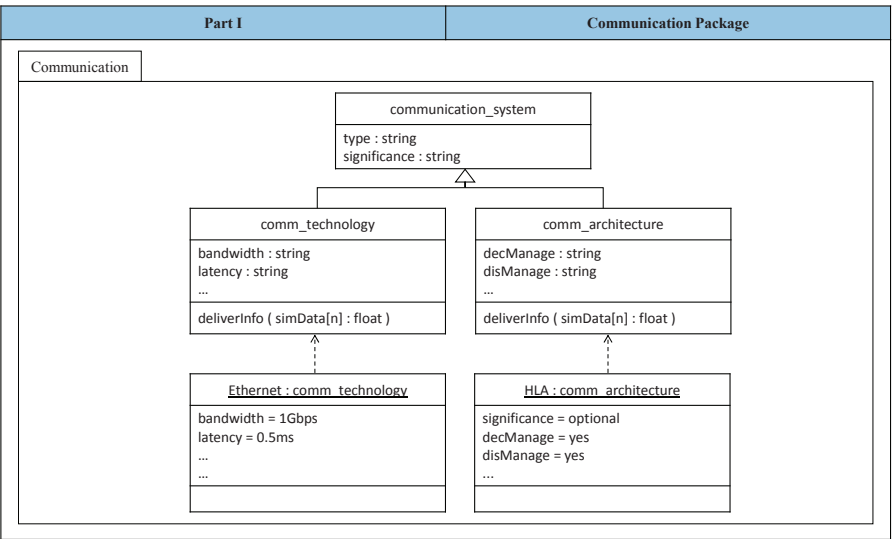 Part I
Communication Package
Communication
communication_system
type : string
significance : string
comm_technology
bandwidth : string
latency : string
...
deliverInfo ( simData[n] : float )
comm_architecture
decManage : string
disManage : string
...
deliverInfo ( simData[n] : float )
Ethernet : comm_technology
bandwidth = 1Gbps
latency = 0.5ms
...
...
HLA : comm_architecture
significance = optional
decManage = yes
disManage = yes
...